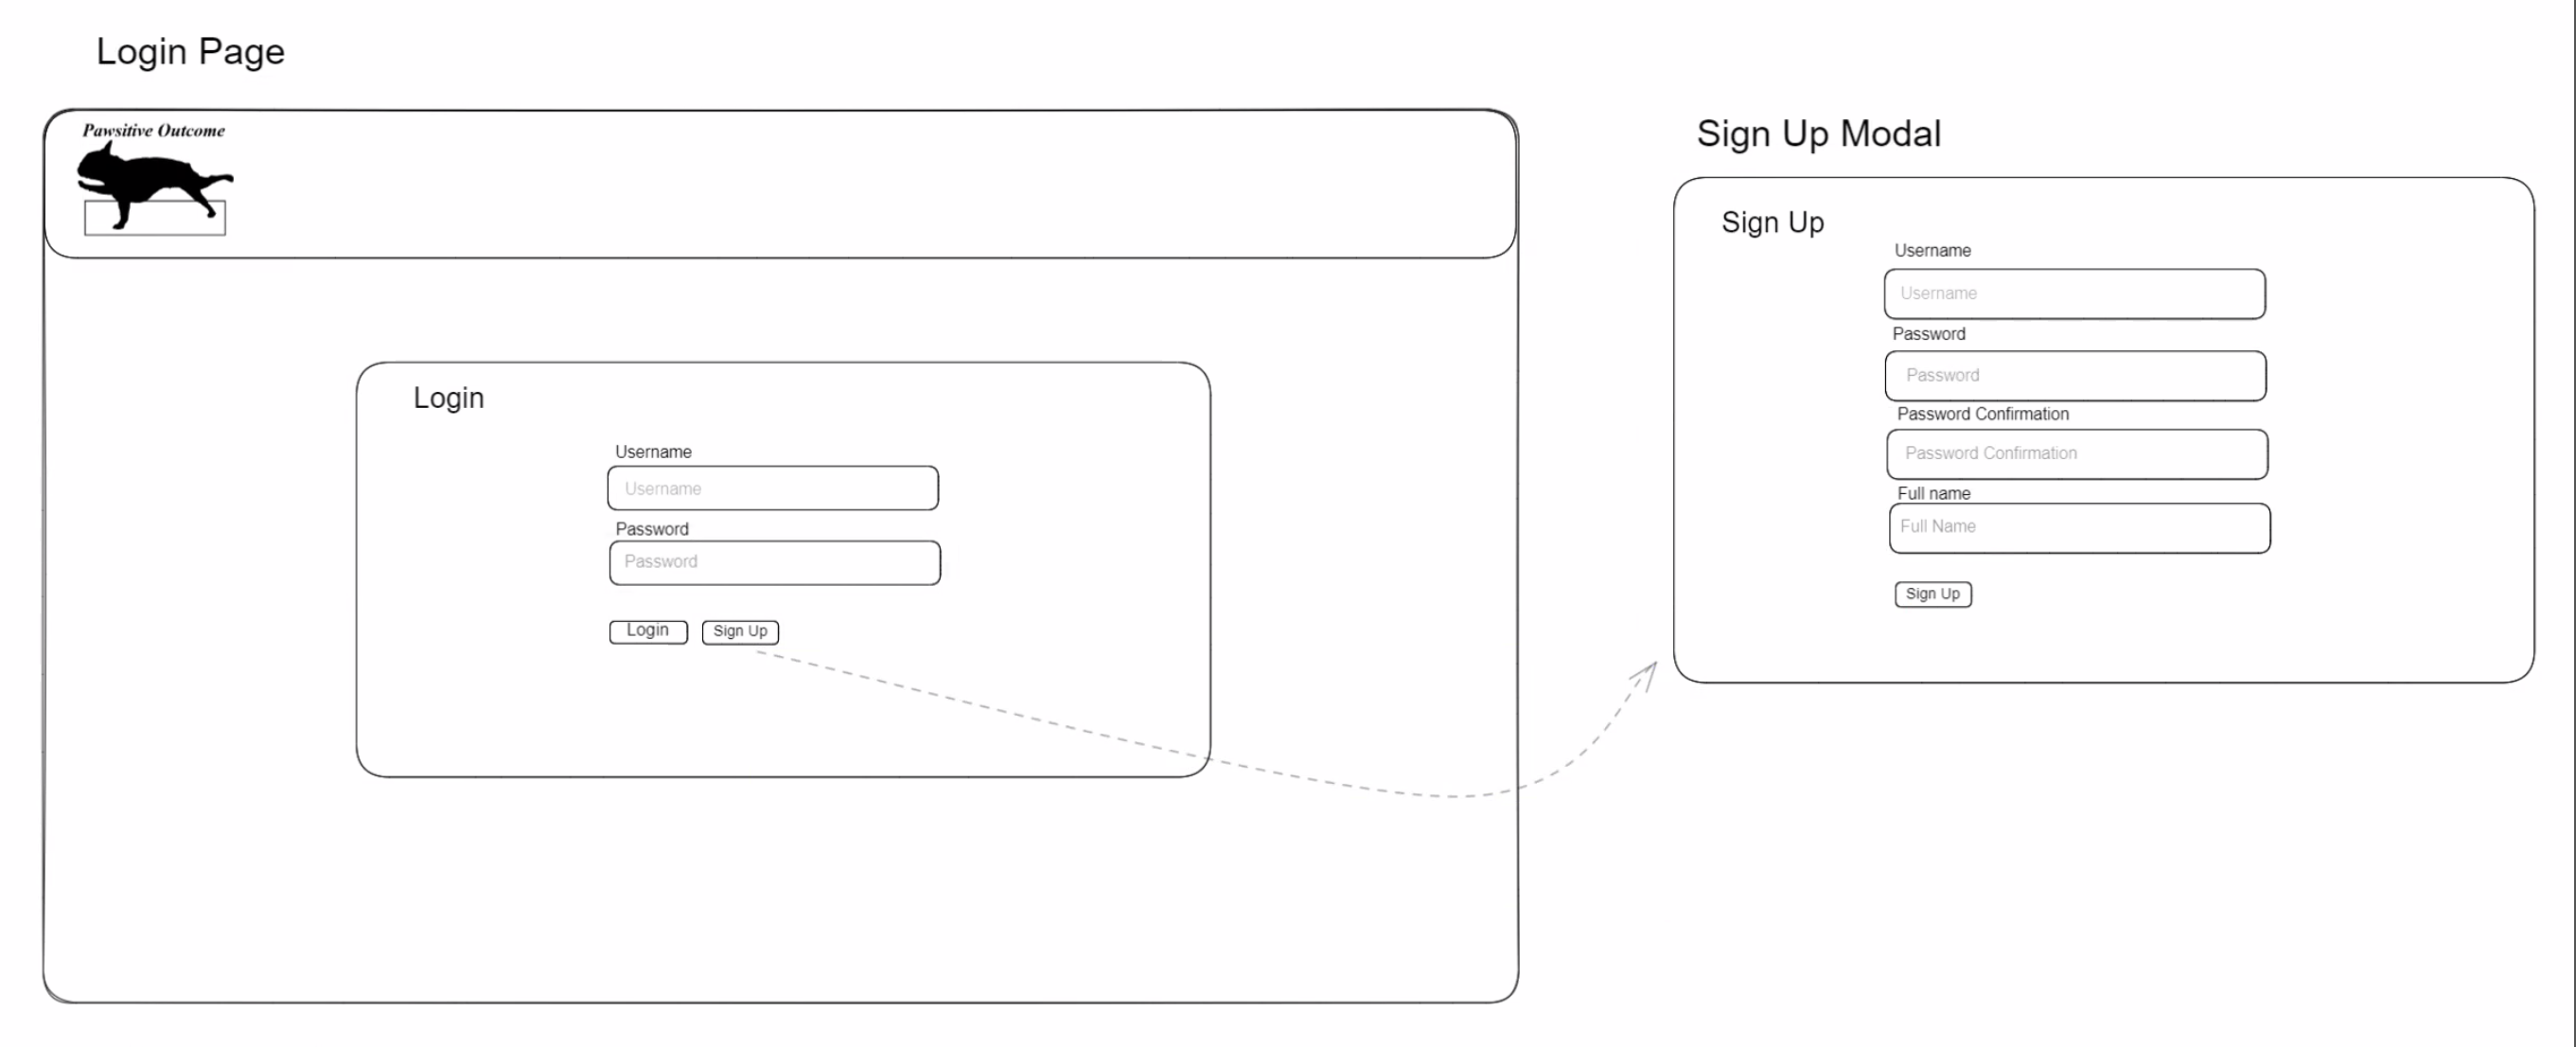 Login Page
Pawsitive Outcome
Login
Username
Username
Password
Password
Login
Sign Up
Sign Up Modal
Sign Up
Username
Username
Password
Password
Password Confirmation
Password Confirmation
Full name
Full Name
Sign Up